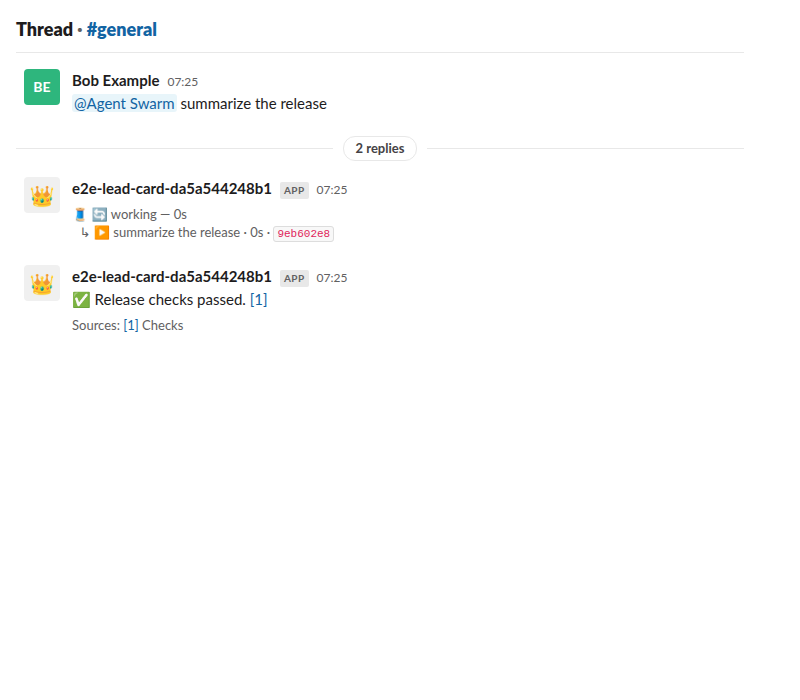 Thread • #general
BE
Bob Example 07:25
@Agent Swarm summarize the release
2 replies
e2e-lead-card-da5a544248b1 APP 07:25
🧵 🔄 working — 0s
↳ ▶️ summarize the release · 0s · 9eb602e8
e2e-lead-card-da5a544248b1 APP 07:25
✅ Release checks passed. [1]
Sources: [1] Checks